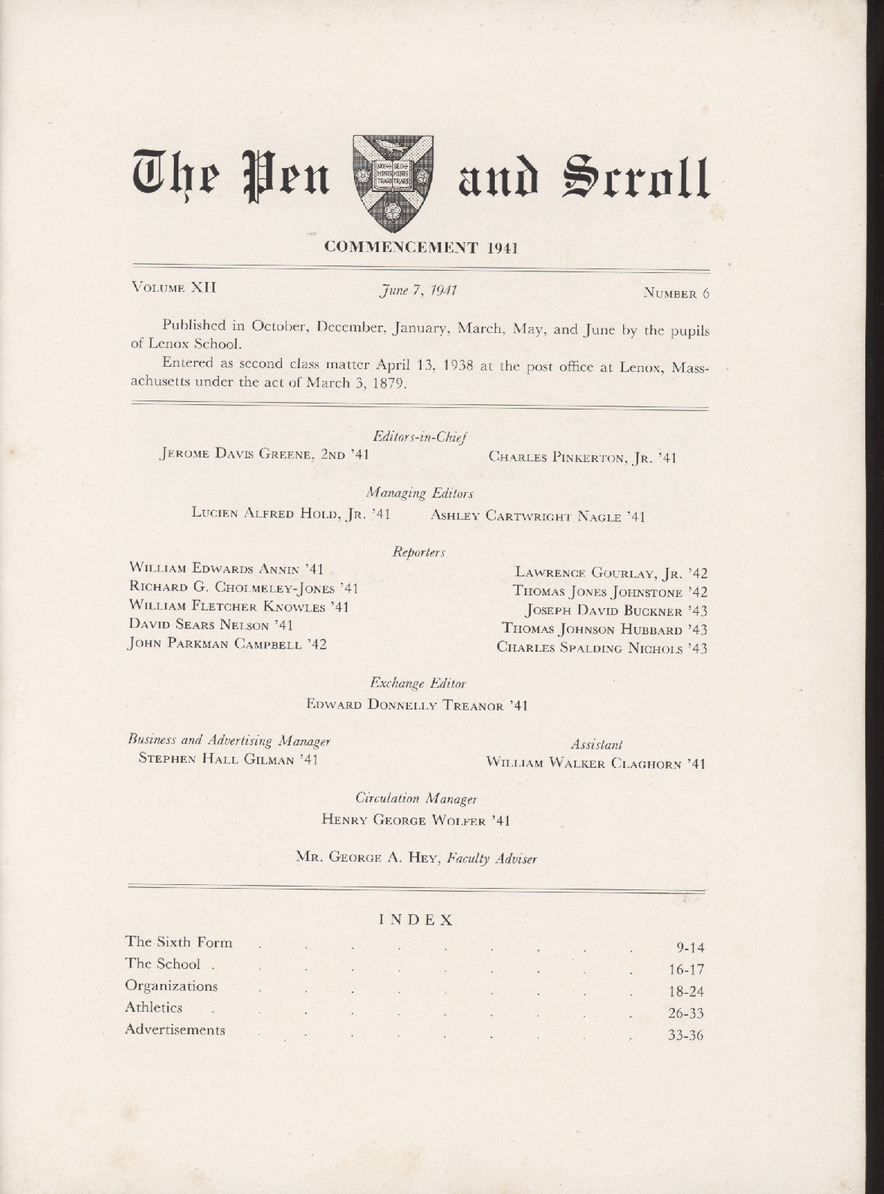 The Pen and Scroll
NON MINIS TRARI SED MINIS TRARE
COMMENCEMENT 1941
VOLUME XII June 7, 1941 NUMBER 6
Published in October, December, January, March, May, and June by the pupils
of Lenox School.
Entered as second class matter April 13, 1938 at the post office at Lenox, Mass-
achusetts under the act of March 3, 1879.
Editors-in-Chief
JEROME DAVIS GREENE, 2ND '41 CHARLES PINKERTON, JR. '41
Managing Editors
LUCIEN ALFRED HOLD, JR. '41 ASHLEY CARTWRIGHT NAGLE '41
Reporters
WILLIAM EDWARDS ANNIN '41 LAWRENCE GOURLAY, JR. '42
RICHARD G. CHOLMELEY-JONES '41 THOMAS JONES JOHNSTONE '42
WILLIAM FLETCHER KNOWLES '41 JOSEPH DAVID BUCKNER '43
DAVID SEARS NELSON '41 THOMAS JOHNSON HUBBARD '43
JOHN PARKMAN CAMPBELL '42 CHARLES SPALDING NICHOLS '43
Exchange Editor
EDWARD DONNELLY TREANOR '41
Business and Advertising Manager Assistant
STEPHEN HALL GILMAN '41 WILLIAM WALKER CLAGHORN '41
Circulation Manager
HENRY GEORGE WOLFER '41
MR. GEORGE A. HEY, Faculty Adviser
INDEX
The Sixth Form . . . . . . . . . 9-14
The School . . . . . . . . . . 16-17
Organizations . . . . . . . . . 18-24
Athletics . . . . . . . . . . 26-33
Advertisements . . . . . . . . . 33-36